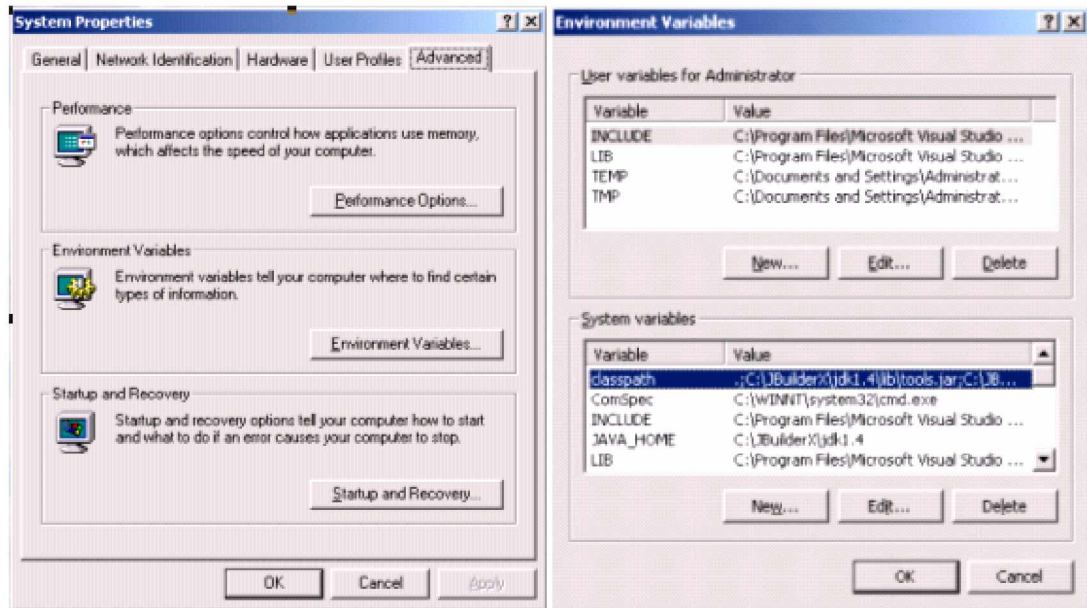 System Properties
General Network Identification Hardware User Profiles Advanced
Performance
Performance options control how applications use memory,
which affects the speed of your computer.
Performance Options...
Environment Variables
Environment variables tell your computer where to find certain
types of information.
Environment Variables...
Startup and Recovery
Startup and recovery options tell your computer how to start
and what to do if an error causes your computer to stop.
Startup and Recovery...
OK Cancel Apply
Environment Variables
User variables for Administrator
Variable Value
INCLUDE C:\Program Files\Microsoft Visual Studio ...
LIB C:\Program Files\Microsoft Visual Studio ...
TEMP C:\Documents and Settings\Administrat...
TMP C:\Documents and Settings\Administrat...
New... Edit... Delete
System variables
Variable Value
classpath .;C:\JBuilderX\jdk1.4\lib\tools.jar;C:\JB...
ComSpec C:\WINNT\system32\cmd.exe
INCLUDE C:\Program Files\Microsoft Visual Studio ...
JAVA_HOME C:\JBuilderX\jdk1.4
LIB C:\Program Files\Microsoft Visual Studio ...
New... Edit... Delete
OK Cancel